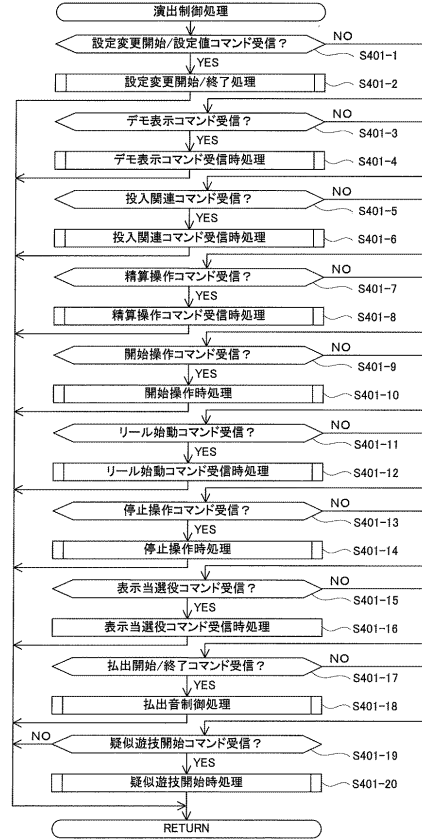 演出制御処理
設定変更開始/設定値コマンド受信？
NO
S401-1
YES
設定変更開始/終了処理
S401-2
デモ表示コマンド受信？
NO
S401-3
YES
デモ表示コマンド受信時処理
S401-4
投入関連コマンド受信？
NO
S401-5
YES
投入関連コマンド受信時処理
S401-6
精算操作コマンド受信？
NO
S401-7
YES
精算操作コマンド受信時処理
S401-8
開始操作コマンド受信？
NO
S401-9
YES
開始操作時処理
S401-10
リール始動コマンド受信？
NO
S401-11
YES
リール始動コマンド受信時処理
S401-12
停止操作コマンド受信？
NO
S401-13
YES
停止操作時処理
S401-14
表示当選役コマンド受信？
NO
S401-15
YES
表示当選役コマンド受信時処理
S401-16
払出開始/終了コマンド受信？
NO
S401-17
YES
払出音制御処理
S401-18
NO
疑似遊技開始コマンド受信？
S401-19
YES
疑似遊技開始時処理
S401-20
RETURN